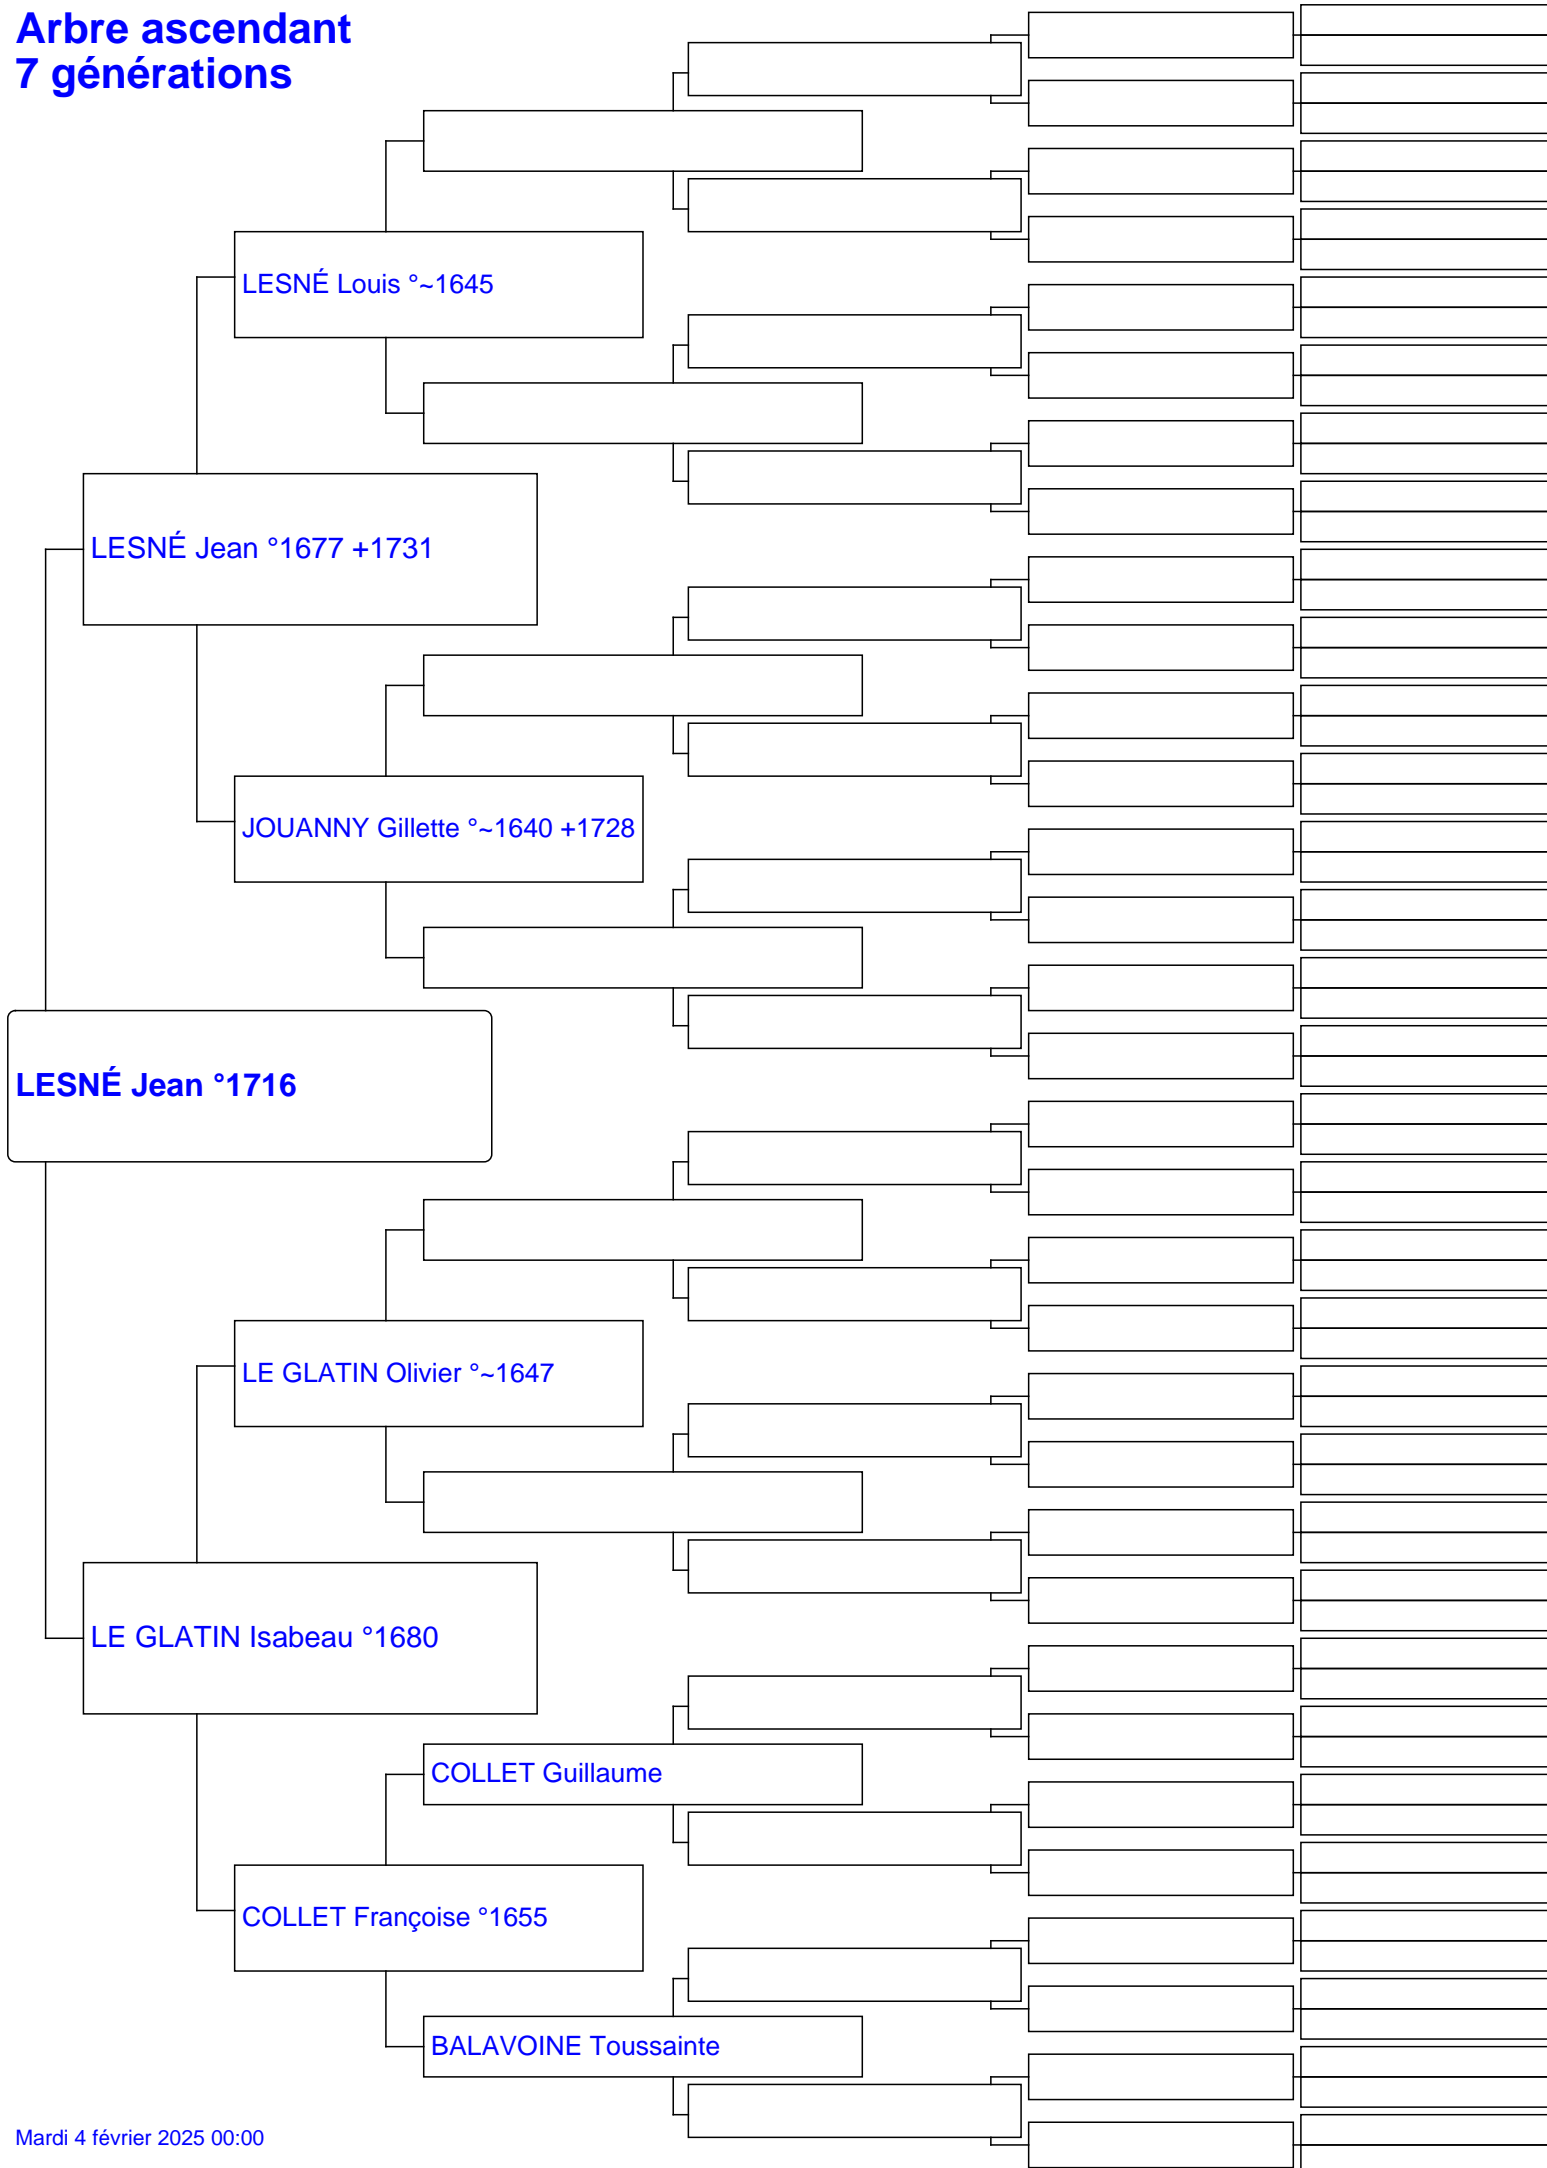 Arbre ascendant
7 générations
LESNÉ Louis °~1645
LESNÉ Jean °1677 +1731
JOUANNY Gillette °~1640 +1728
LESNÉ Jean °1716
LE GLATIN Olivier °~1647
LE GLATIN Isabeau °1680
COLLET Guillaume
COLLET Françoise °1655
BALAVOINE Toussainte
Mardi 4 février 2025 00:00